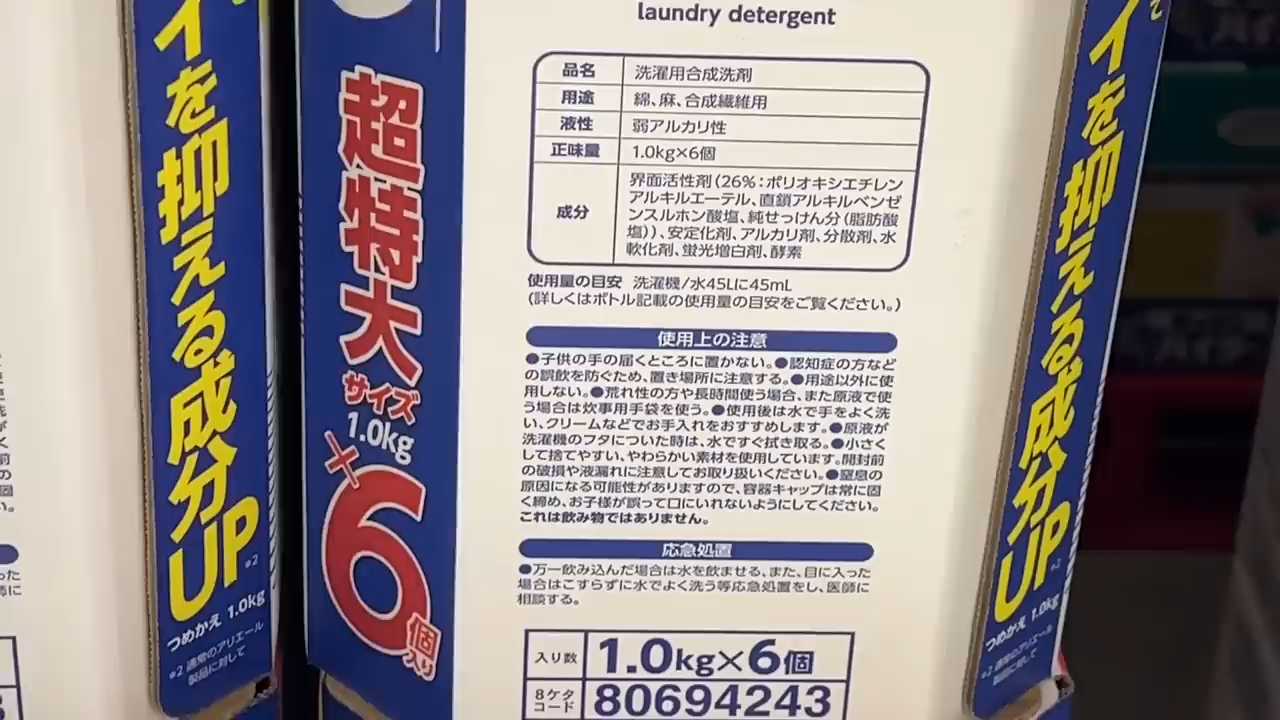 laundry detergent
品名 洗濯用合成洗剤
用途 綿、麻、合成繊維用
液性 弱アルカリ性
正味量 1.0kg×6個
成分 界面活性剤(26%:ポリオキシエチレン
アルキルエーテル、直鎖アルキルベンゼ
ンスルホン酸塩、純せっけん分(脂肪酸
塩))、安定化剤、アルカリ剤、分散剤、水
軟化剤、蛍光増白剤、酵素
使用量の目安 洗濯機/水45Lに45mL
(詳しくはボトル記載の使用量の目安をご覧ください。)
使用上の注意
●子供の手の届くところに置かない。●認知症の方など
の誤飲を防ぐため、置き場所に注意する。●用途以外に使
用しない。●荒れ性の方や長時間使う場合、また原液で使
う場合は炊事用手袋を使う。●使用後は水で手をよく洗
い、クリームなどでお手入れをおすすめします。●原液が
洗濯機のフタについた時は、水ですぐ拭き取る。●小さく
して捨てやすい、やわらかい素材を使用しています。開封前
の破損や液漏れに注意してお取り扱いください。●窒息の
原因になる可能性がありますので、容器キャップは常に固
く締め、お子様が誤って口にいれないようにしてください。
これは飲み物ではありません。
応急処置
●万一飲み込んだ場合は水を飲ませる、また、目に入った
場合はこすらずに水でよく洗う等応急処置をし、医師に
相談する。
入り数 1.0kg×6個
8ケタ
コード 80694243
超特大
サイズ
1.0kg
×6個入り
イを抑える成分UP
※2
つめかえ 1.0kg
※2 通常のアリエール
製品に対して
イを抑える成分UP
※2
つめかえ 1.0kg
※2 通常のアリエール
製品に対して